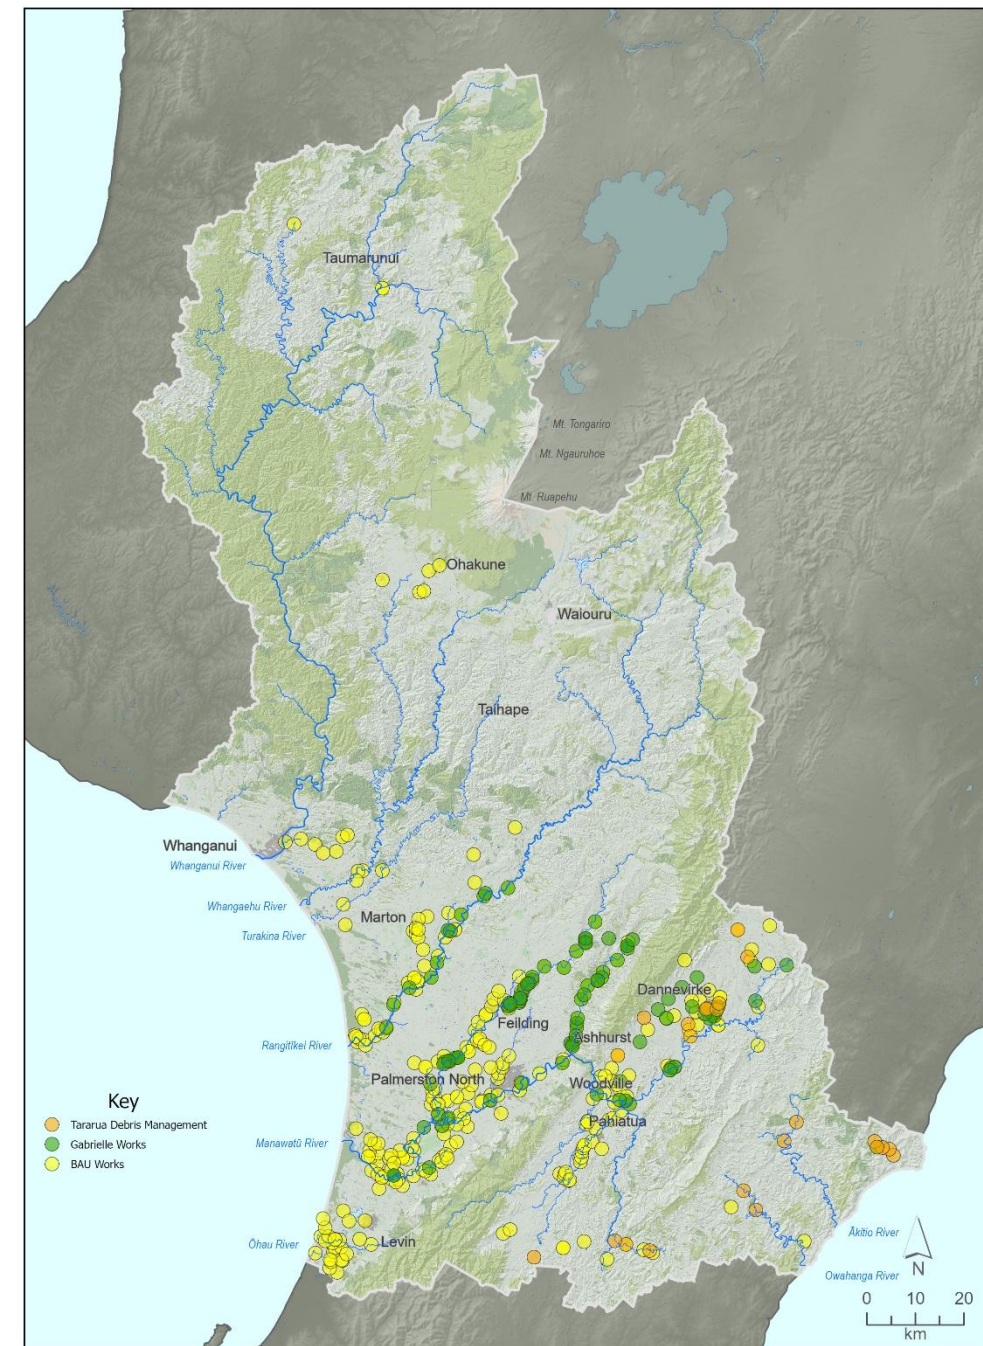 Taumarunui
Mt. Tongariro
Mt. Ngauruhoe
Mt. Ruapehu
Ohakune
Waiouru
Taihape
Whanganui
Whanganui River
Whangaehu River
Marton
Turakina River
Dannevirke
Feilding
Ashhurst
Rangitīkei River
Palmerston North
Woodville
Key
Pahiatua
Tararua Debris Management
Gabrielle Works
Manawatū River
BAU Works
Ākitio River
Ōhau River
Levin
N
Owahanga River
0 10 20
km